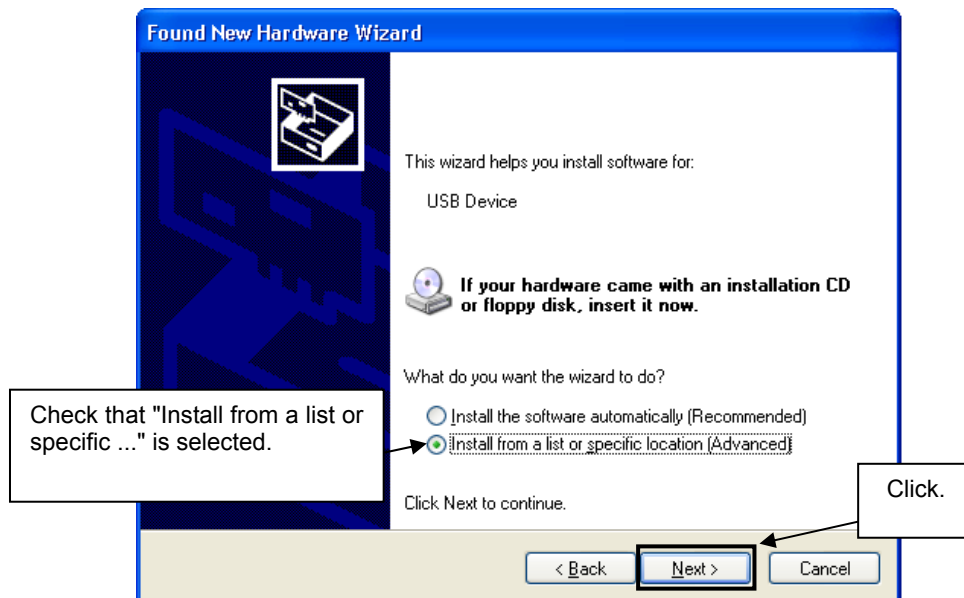 Found New Hardware Wizard
This wizard helps you install software for:
USB Device
If your hardware came with an installation CD
or floppy disk, insert it now.
What do you want the wizard to do?
Install the software automatically (Recommended)
Install from a list or specific location (Advanced)
Check that "Install from a list or
specific ..." is selected.
Click Next to continue.
Click.
< Back
Next >
Cancel